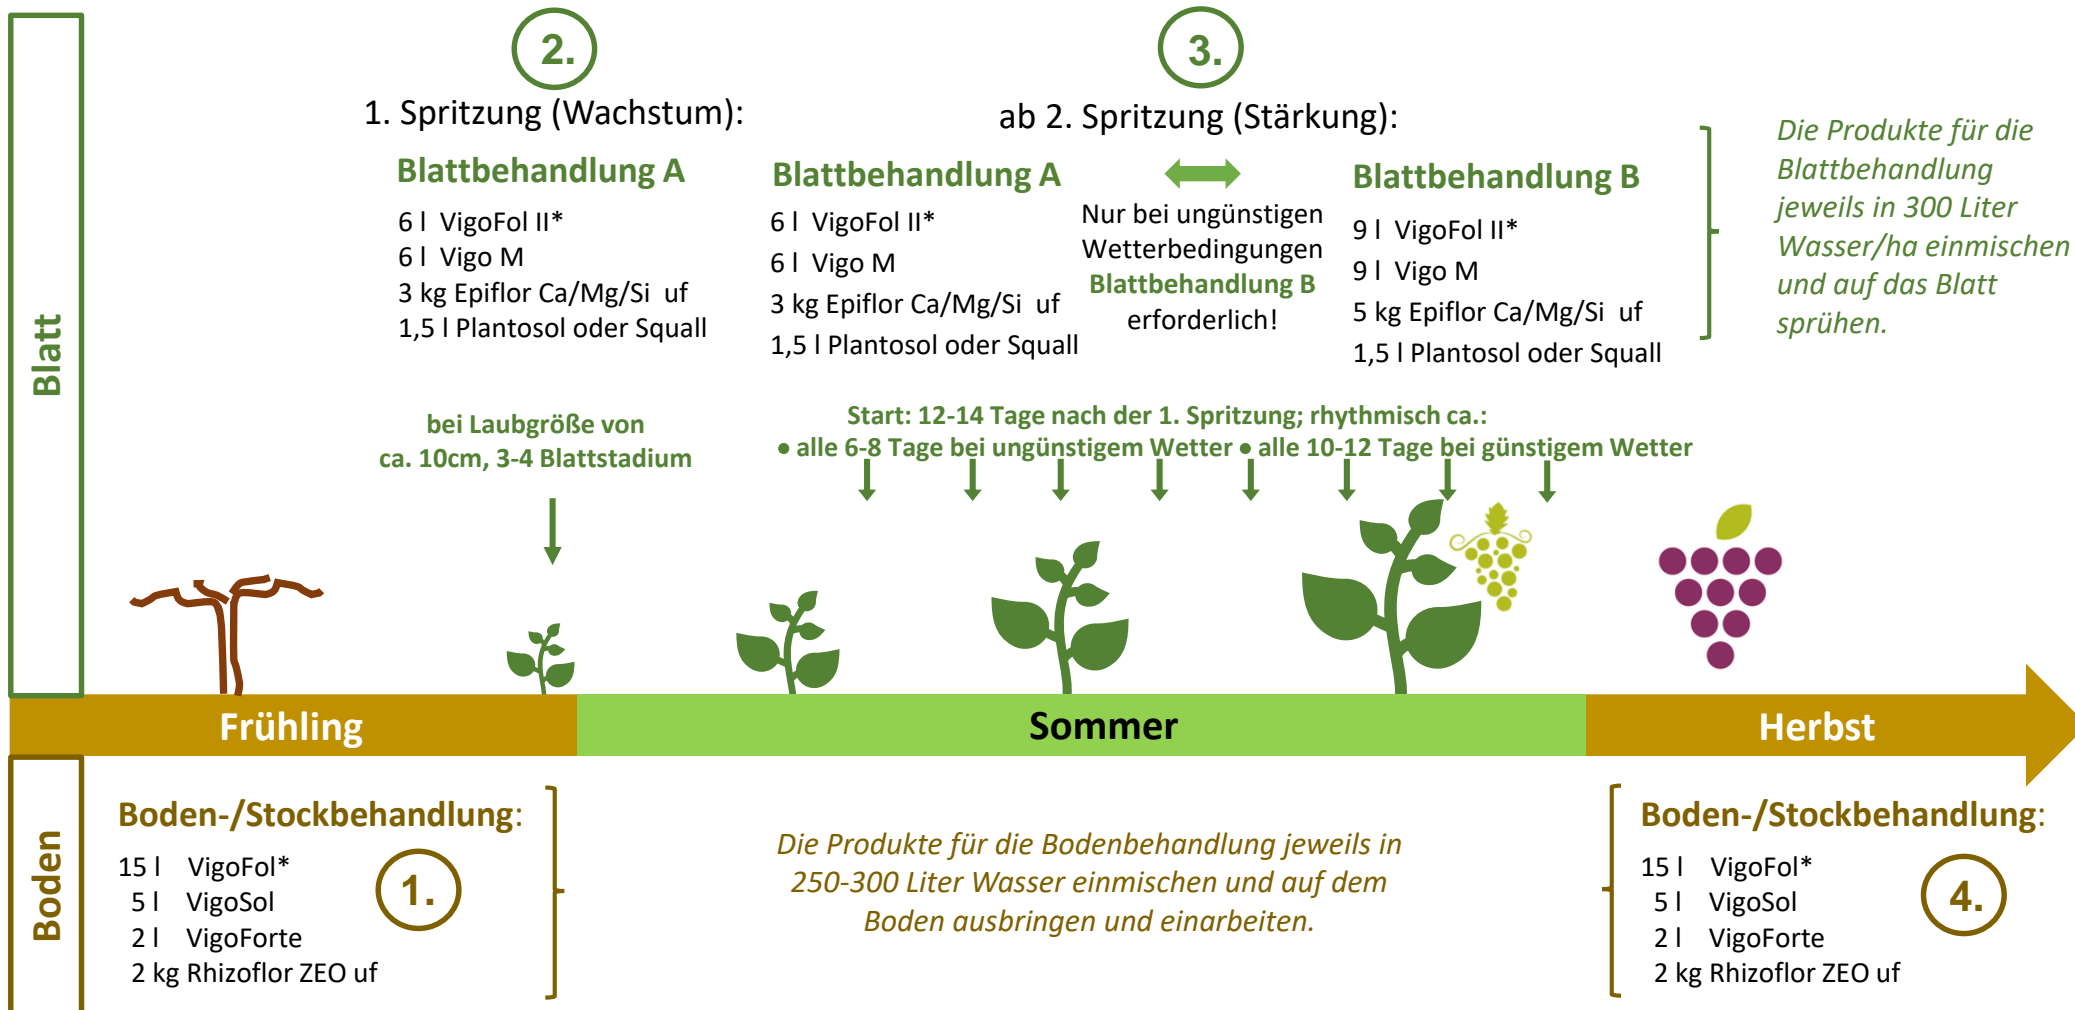 2.
1. Spritzung (Wachstum):
Blattbehandlung A
6 l VigoFol II*
6 l Vigo M
3 kg Epiflor Ca/Mg/Si uf
1,5 l Plantosol oder Squall
bei Laubgröße von
ca. 10cm, 3-4 Blattstadium
3.
ab 2. Spritzung (Stärkung):
Blattbehandlung A
6 l VigoFol II*
6 l Vigo M
3 kg Epiflor Ca/Mg/Si uf
1,5 l Plantosol oder Squall
Nur bei ungünstigen
Wetterbedingungen
Blattbehandlung B
erforderlich!
Blattbehandlung B
9 l VigoFol II*
9 l Vigo M
5 kg Epiflor Ca/Mg/Si uf
1,5 l Plantosol oder Squall
Die Produkte für die
Blattbehandlung
jeweils in 300 Liter
Wasser/ha einmischen
und auf das Blatt
sprühen.
Start: 12-14 Tage nach der 1. Spritzung; rhythmisch ca.:
• alle 6-8 Tage bei ungünstigem Wetter • alle 10-12 Tage bei günstigem Wetter
Blatt
Frühling
Sommer
Herbst
Boden
Boden-/Stockbehandlung:
15 l VigoFol*
5 l VigoSol
2 l VigoForte
2 kg Rhizoflor ZEO uf
1.
Die Produkte für die Bodenbehandlung jeweils in
250-300 Liter Wasser einmischen und auf dem
Boden ausbringen und einarbeiten.
Boden-/Stockbehandlung:
15 l VigoFol*
5 l VigoSol
2 l VigoForte
2 kg Rhizoflor ZEO uf
4.